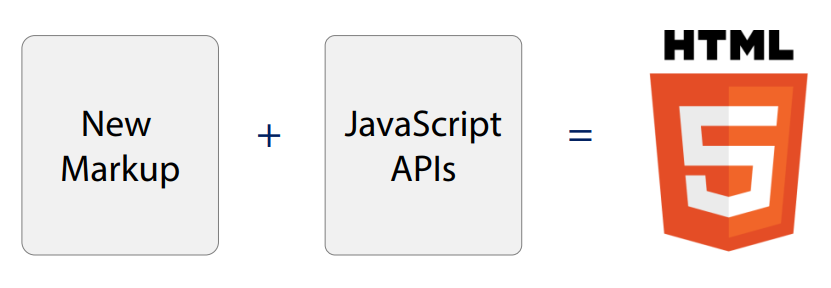 New
Markup
+
JavaScript
APIs
=
HTML
5